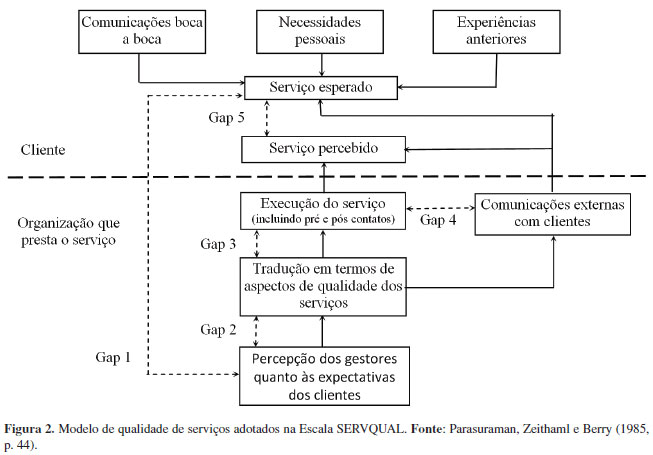 Comunicações boca
a boca
Necessidades
pessoais
Experiências
anteriores
Serviço esperado
Gap 5
Cliente
Serviço percebido
Organização que
presta o serviço
Execução do serviço
(incluindo pré e pós contatos)
Gap 4
Comunicações externas
com clientes
Gap 3
Tradução em termos de
aspectos de qualidade dos
serviços
Gap 2
Gap 1
Percepção dos gestores
quanto às expectativas
dos clientes
Figura 2. Modelo de qualidade de serviços adotados na Escala SERVQUAL. Fonte: Parasuraman, Zeithaml e Berry (1985,
p. 44).